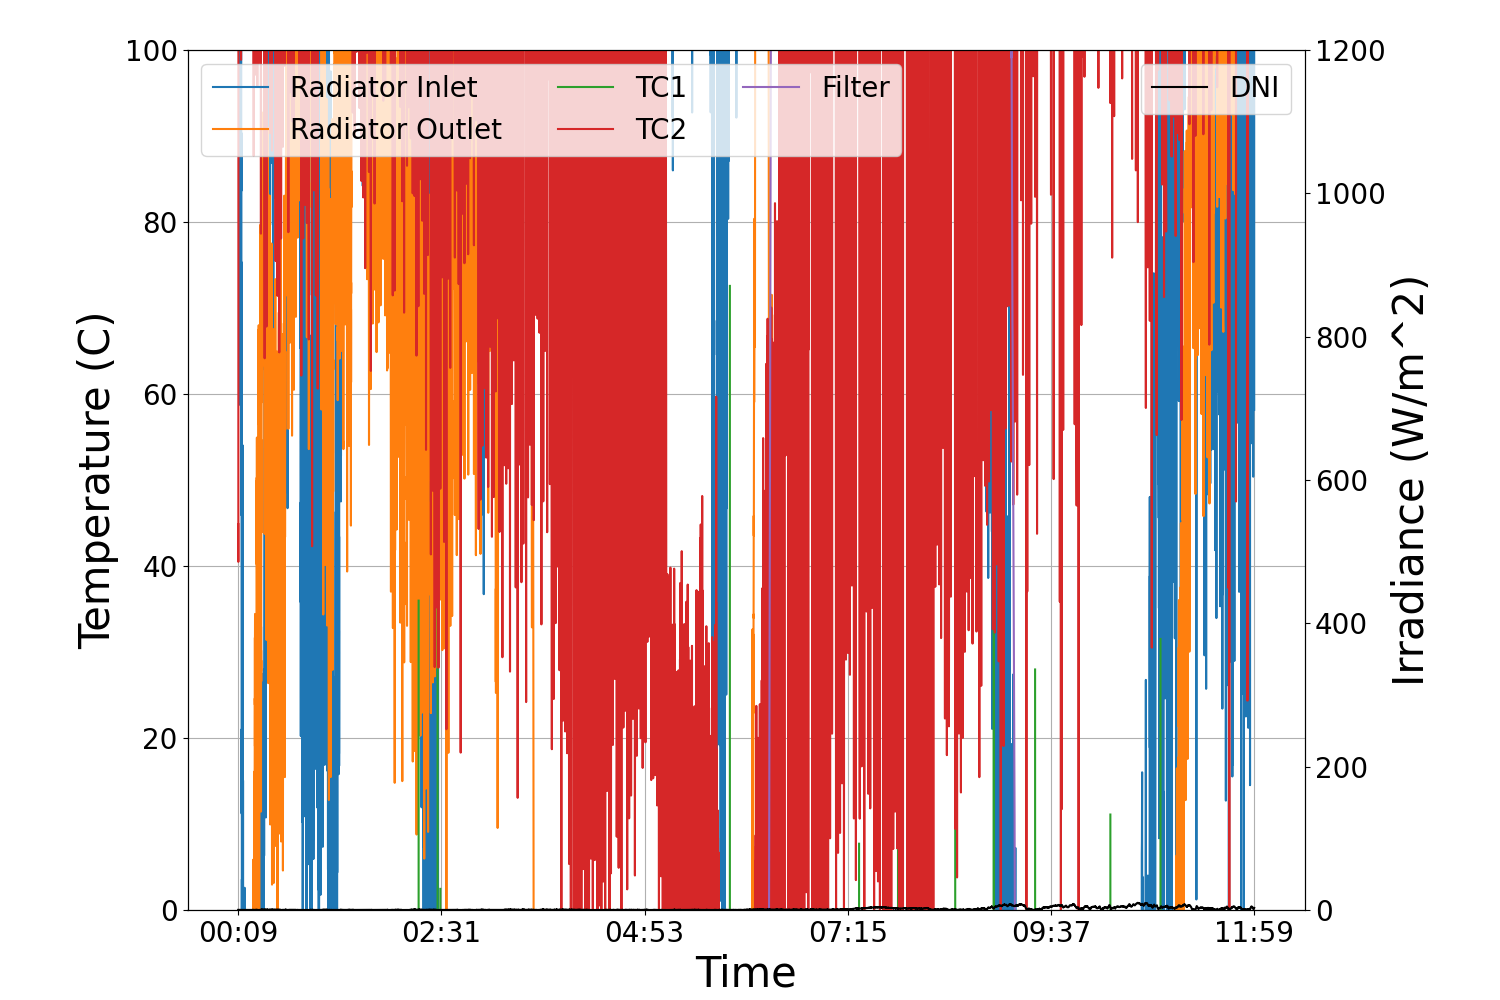 100
80
60
40
20
0
Temperature (C)
Radiator Inlet
Radiator Outlet
TC1
TC2
Filter
DNI
1200
1000
800
600
400
200
0
Irradiance (W/m^2)
00:09 02:31 04:53 07:15 09:37 11:59
Time